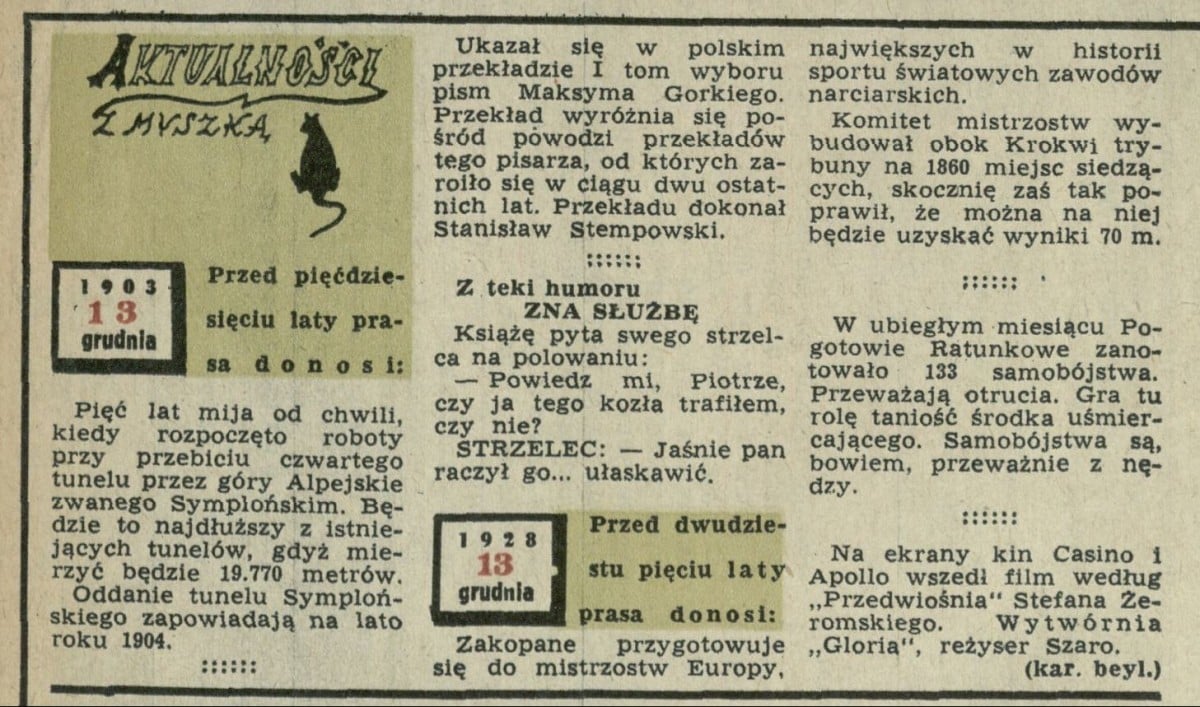 AKTUALNOŚCI
Z MYSZKĄ
1903
13
grudnia
Przed pięćdzie-
sięciu laty pra-
sa donosi:
Pięć lat mija od chwili,
kiedy rozpoczęto roboty
przy przebiciu czwartego
tunelu przez góry Alpejskie
zwanego Symplońskim. Bę-
dzie to najdłuższy z istnie-
jących tunelów, gdyż mie-
rzyć będzie 19.770 metrów.
Oddanie tunelu Symploń-
skiego zapowiadają na lato
roku 1904.
::::::
Ukazał się w polskim
przekładzie I tom wyboru
pism Maksyma Gorkiego.
Przekład wyróżnia się po-
śród powodzi przekładów
tego pisarza, od których za-
roiło się w ciągu dwu ostat-
nich lat. Przekładu dokonał
Stanisław Stempowski.
::::::
Z teki humoru
ZNA SŁUŻBĘ
Książę pyta swego strzel-
ca na polowaniu:
— Powiedz mi, Piotrze,
czy ja tego kozła trafiłem,
czy nie?
STRZELEC: — Jaśnie pan
raczył go... ułaskawić.
1928
13
grudnia
Przed dwudzie-
stu pięciu laty
prasa donosi:
Zakopane przygotowuje
się do mistrzostw Europy,
największych w historii
sportu światowych zawodów
narciarskich.
Komitet mistrzostw wy-
budował obok Krokwi try-
buny na 1860 miejsc siedzą-
cych, skocznię zaś tak po-
prawił, że można na niej
będzie uzyskać wyniki 70 m.
::::::
W ubiegłym miesiącu Po-
gotowie Ratunkowe zano-
towało 133 samobójstwa.
Przeważają otrucia. Gra tu
rolę taniość środka uśmier-
cającego. Samobójstwa są,
bowiem, przeważnie z nę-
dzy.
::::::
Na ekrany kin Casino i
Apollo wszedł film według
„Przedwiośnia" Stefana Że-
romskiego. Wytwórnia
„Gloria", reżyser Szaro.
(kar. beyl.)